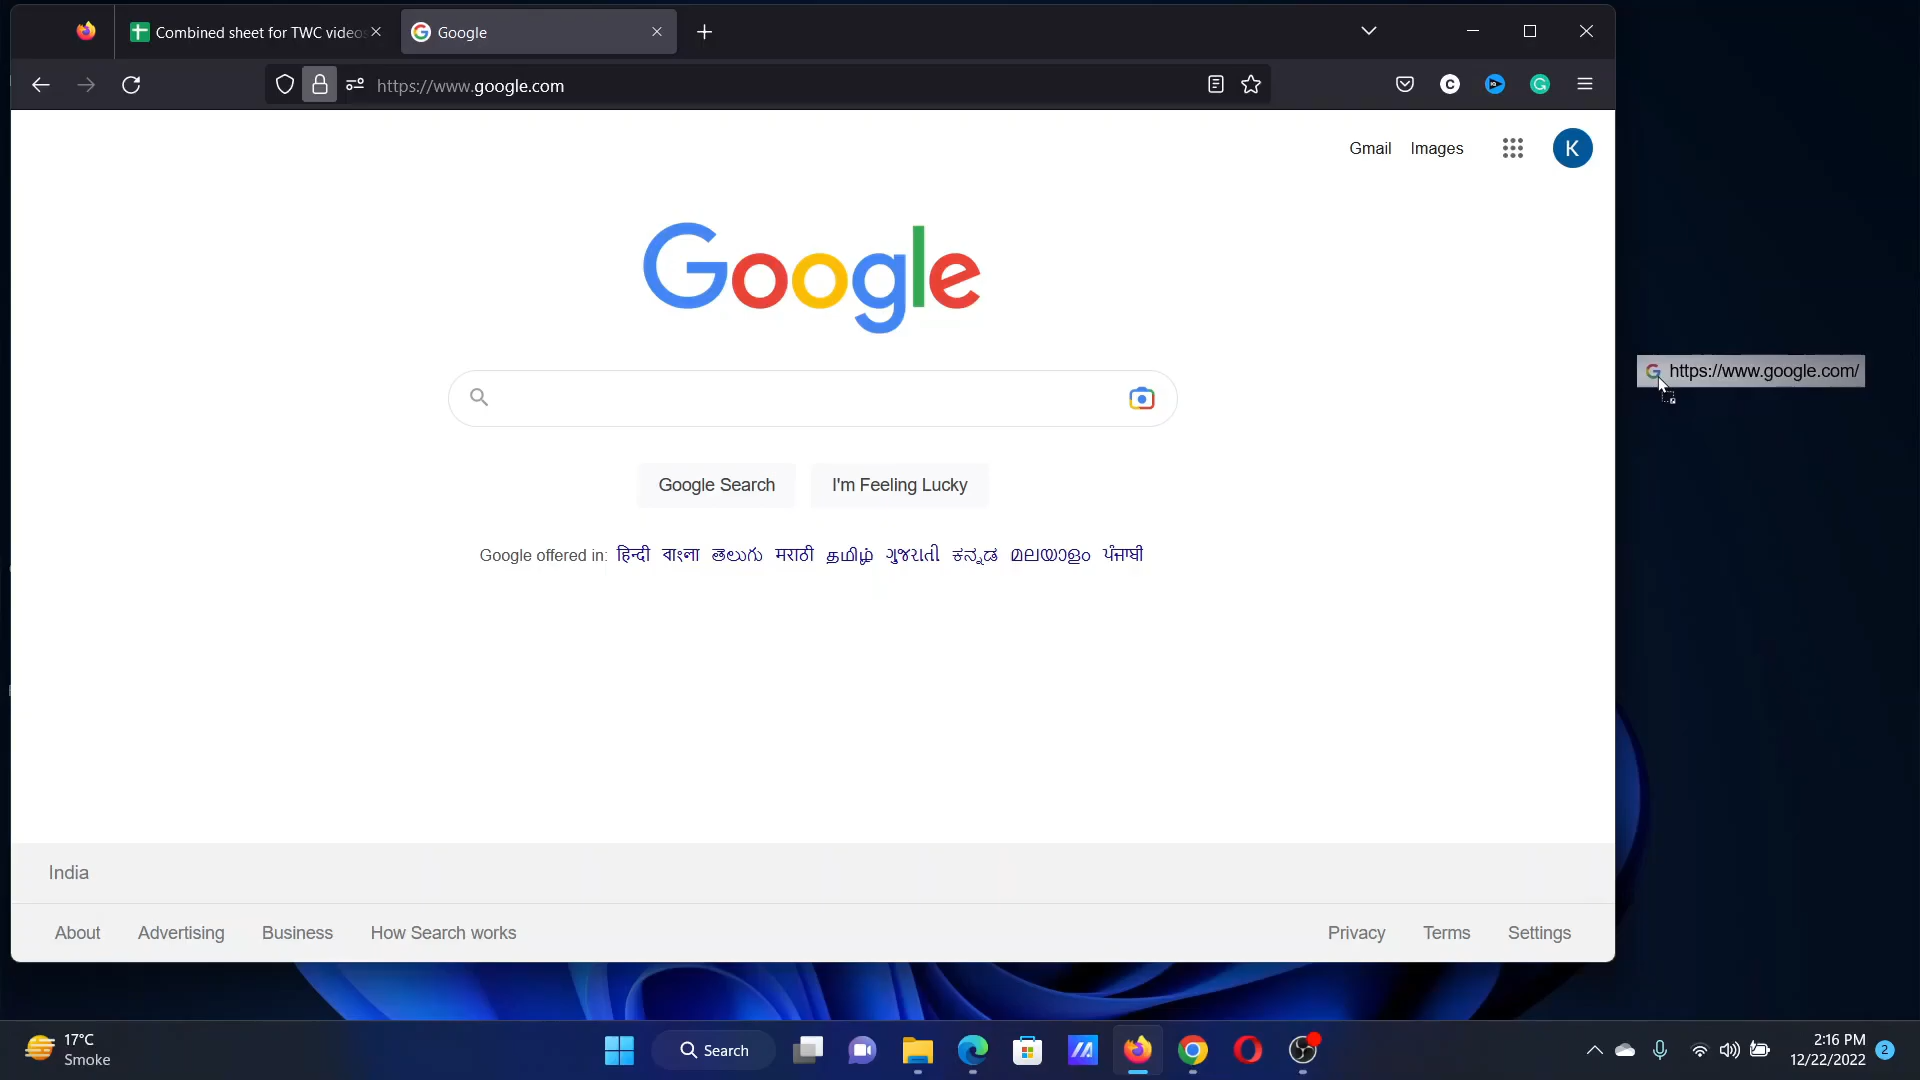 Combined sheet for TWC video
Google
https://www.google.com
Gmail Images K
Google
https://www.google.com/
Google Search I'm Feeling Lucky
Google offered in: हिन्दी বাংলা తెలుగు मराठी தமிழ் ગુજરાતી ಕನ್ನಡ മലയാളം ਪੰਜਾਬੀ
India
About Advertising Business How Search works Privacy Terms Settings
17°C
Smoke
Search
2:16 PM
12/22/2022
2